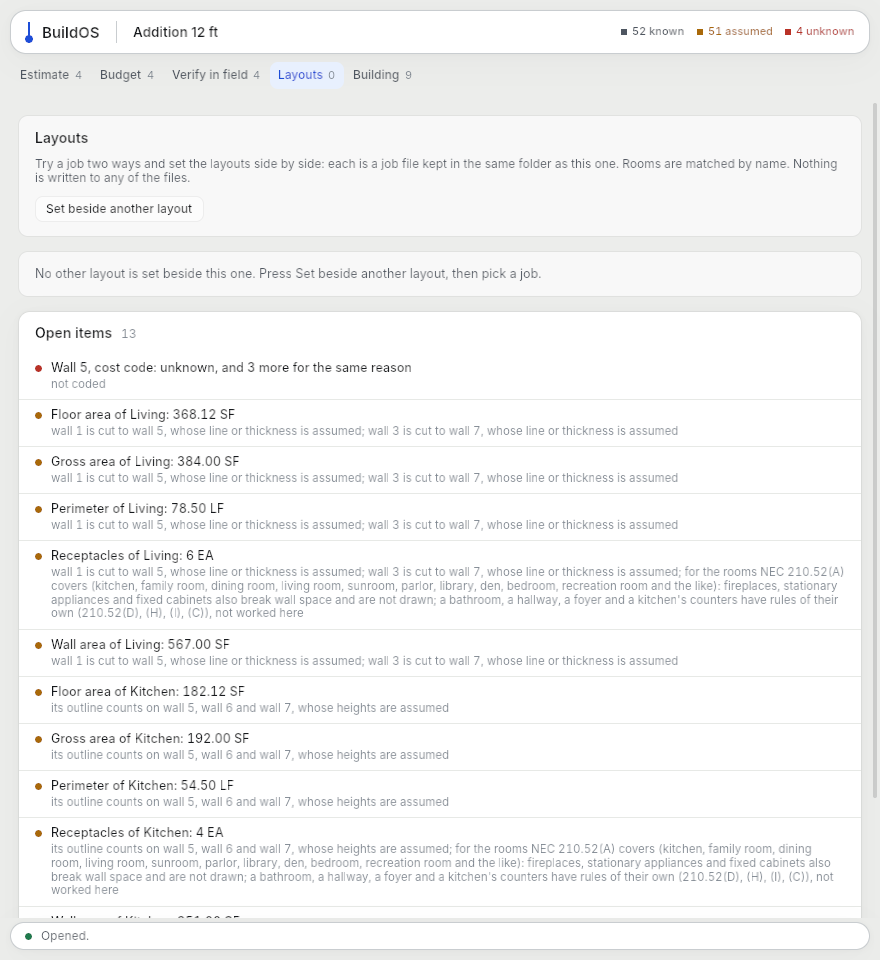 BuildOS
Addition 12 ft
52 known
51 assumed
4 unknown
Estimate 4
Budget 4
Verify in field 4
Layouts 0
Building 9
Layouts
Try a job two ways and set the layouts side by side: each is a job file kept in the same folder as this one. Rooms are matched by name. Nothing
is written to any of the files.
Set beside another layout
No other layout is set beside this one. Press Set beside another layout, then pick a job.
Open items 13
Wall 5, cost code: unknown, and 3 more for the same reason
not coded
Floor area of Living: 368.12 SF
wall 1 is cut to wall 5, whose line or thickness is assumed; wall 3 is cut to wall 7, whose line or thickness is assumed
Gross area of Living: 384.00 SF
wall 1 is cut to wall 5, whose line or thickness is assumed; wall 3 is cut to wall 7, whose line or thickness is assumed
Perimeter of Living: 78.50 LF
wall 1 is cut to wall 5, whose line or thickness is assumed; wall 3 is cut to wall 7, whose line or thickness is assumed
Receptacles of Living: 6 EA
wall 1 is cut to wall 5, whose line or thickness is assumed; wall 3 is cut to wall 7, whose line or thickness is assumed; for the rooms NEC 210.52(A)
covers (kitchen, family room, dining room, living room, sunroom, parlor, library, den, bedroom, recreation room and the like): fireplaces, stationary
appliances and fixed cabinets also break wall space and are not drawn; a bathroom, a hallway, a foyer and a kitchen's counters have rules of their
own (210.52(D), (H), (I), (C)), not worked here
Wall area of Living: 567.00 SF
wall 1 is cut to wall 5, whose line or thickness is assumed; wall 3 is cut to wall 7, whose line or thickness is assumed
Floor area of Kitchen: 182.12 SF
its outline counts on wall 5, wall 6 and wall 7, whose heights are assumed
Gross area of Kitchen: 192.00 SF
its outline counts on wall 5, wall 6 and wall 7, whose heights are assumed
Perimeter of Kitchen: 54.50 LF
its outline counts on wall 5, wall 6 and wall 7, whose heights are assumed
Receptacles of Kitchen: 4 EA
its outline counts on wall 5, wall 6 and wall 7, whose heights are assumed; for the rooms NEC 210.52(A) covers (kitchen, family room, dining
room, living room, sunroom, parlor, library, den, bedroom, recreation room and the like): fireplaces, stationary appliances and fixed cabinets also
break wall space and are not drawn; a bathroom, a hallway, a foyer and a kitchen's counters have rules of their own (210.52(D), (H), (I), (C)), not
worked here
Opened.